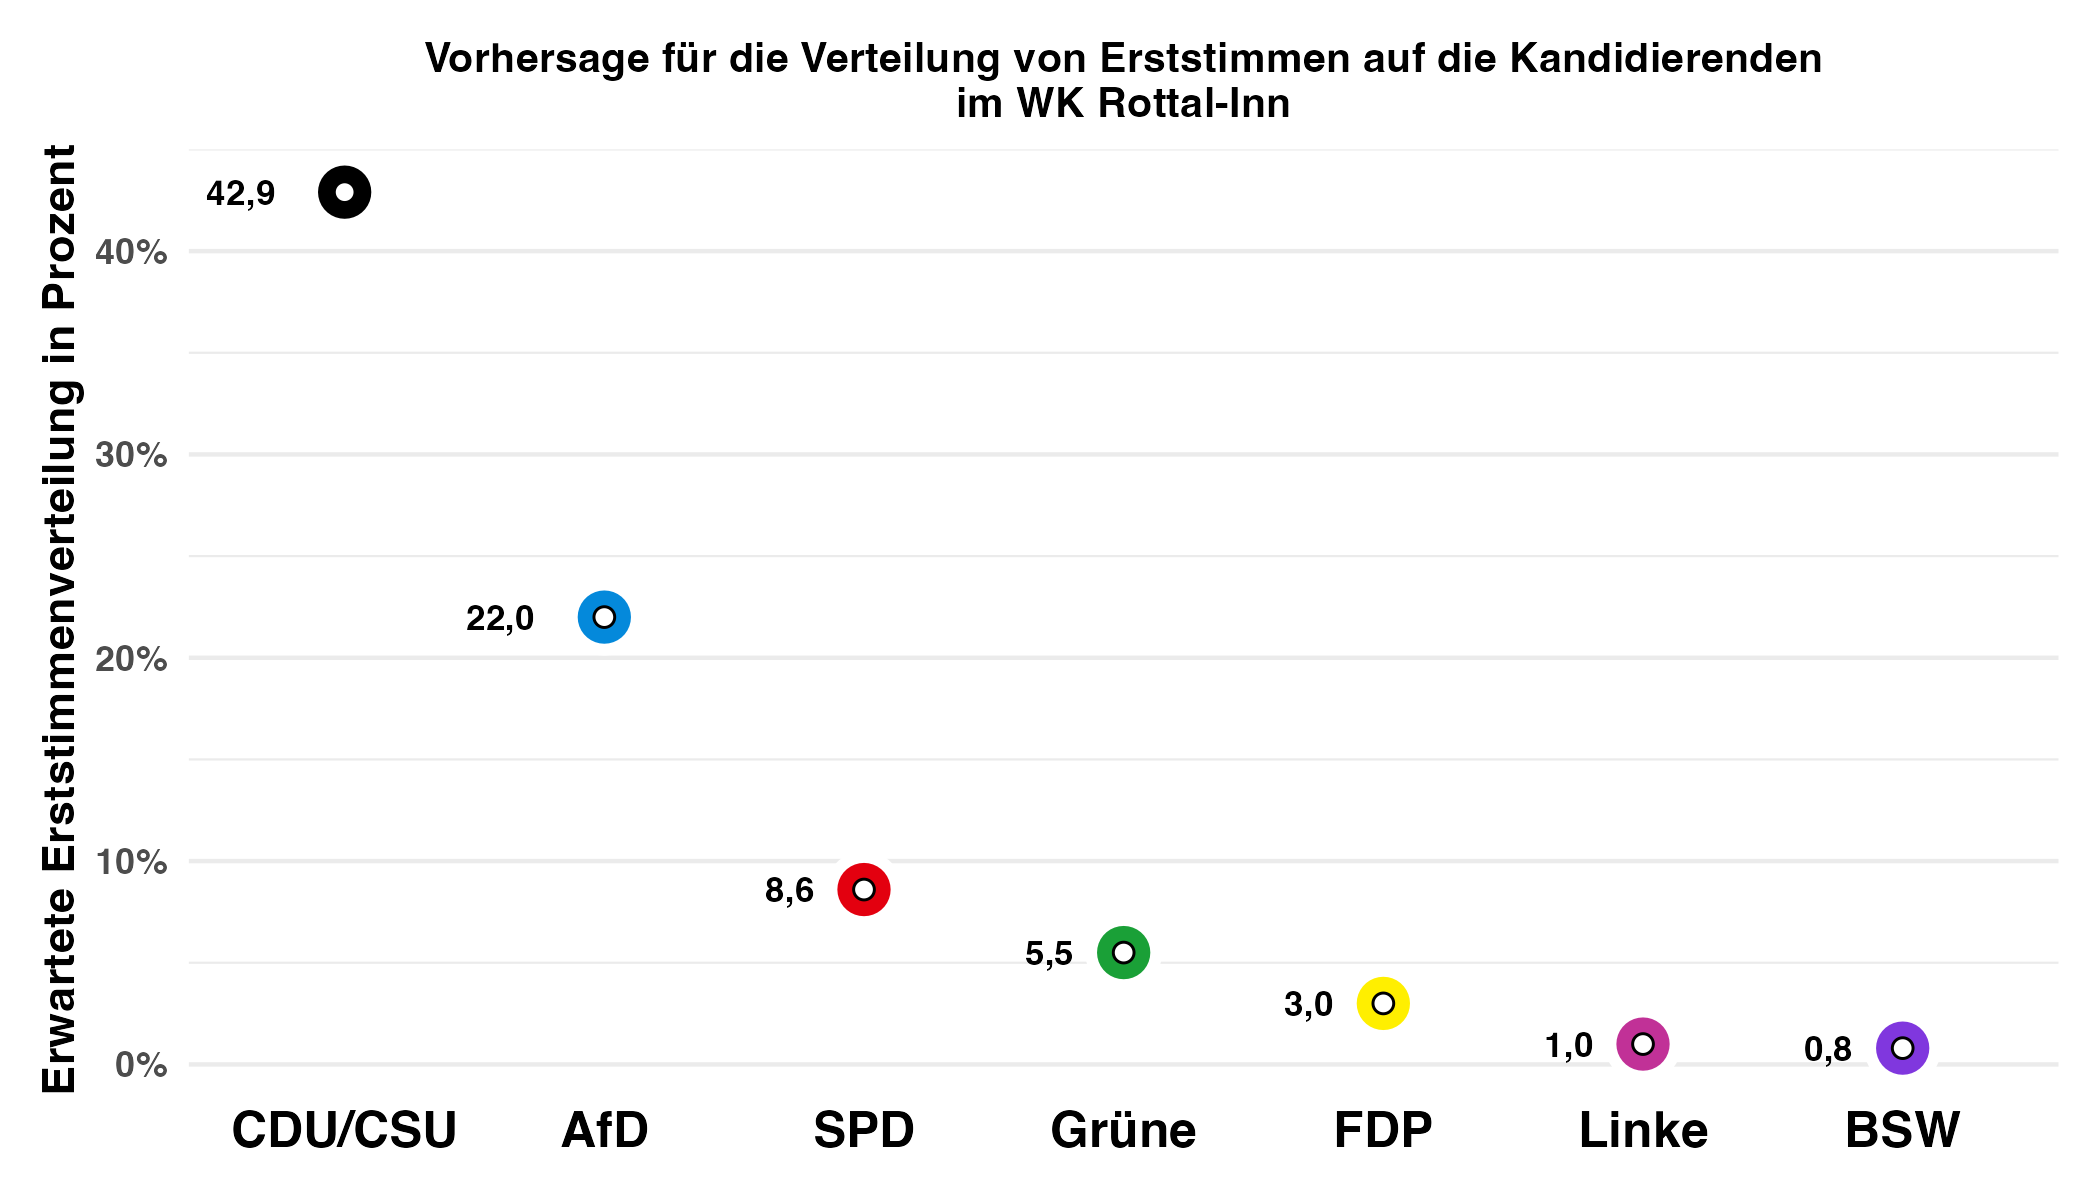 Vorhersage für die Verteilung von Erststimmen auf die Kandidierenden
im WK Rottal-Inn
Erwartete Erststimmenverteilung in Prozent
40%
30%
20%
10%
0%
42,9
22,0
8,6
5,5
3,0
1,0
0,8
CDU/CSU
AfD
SPD
Grüne
FDP
Linke
BSW